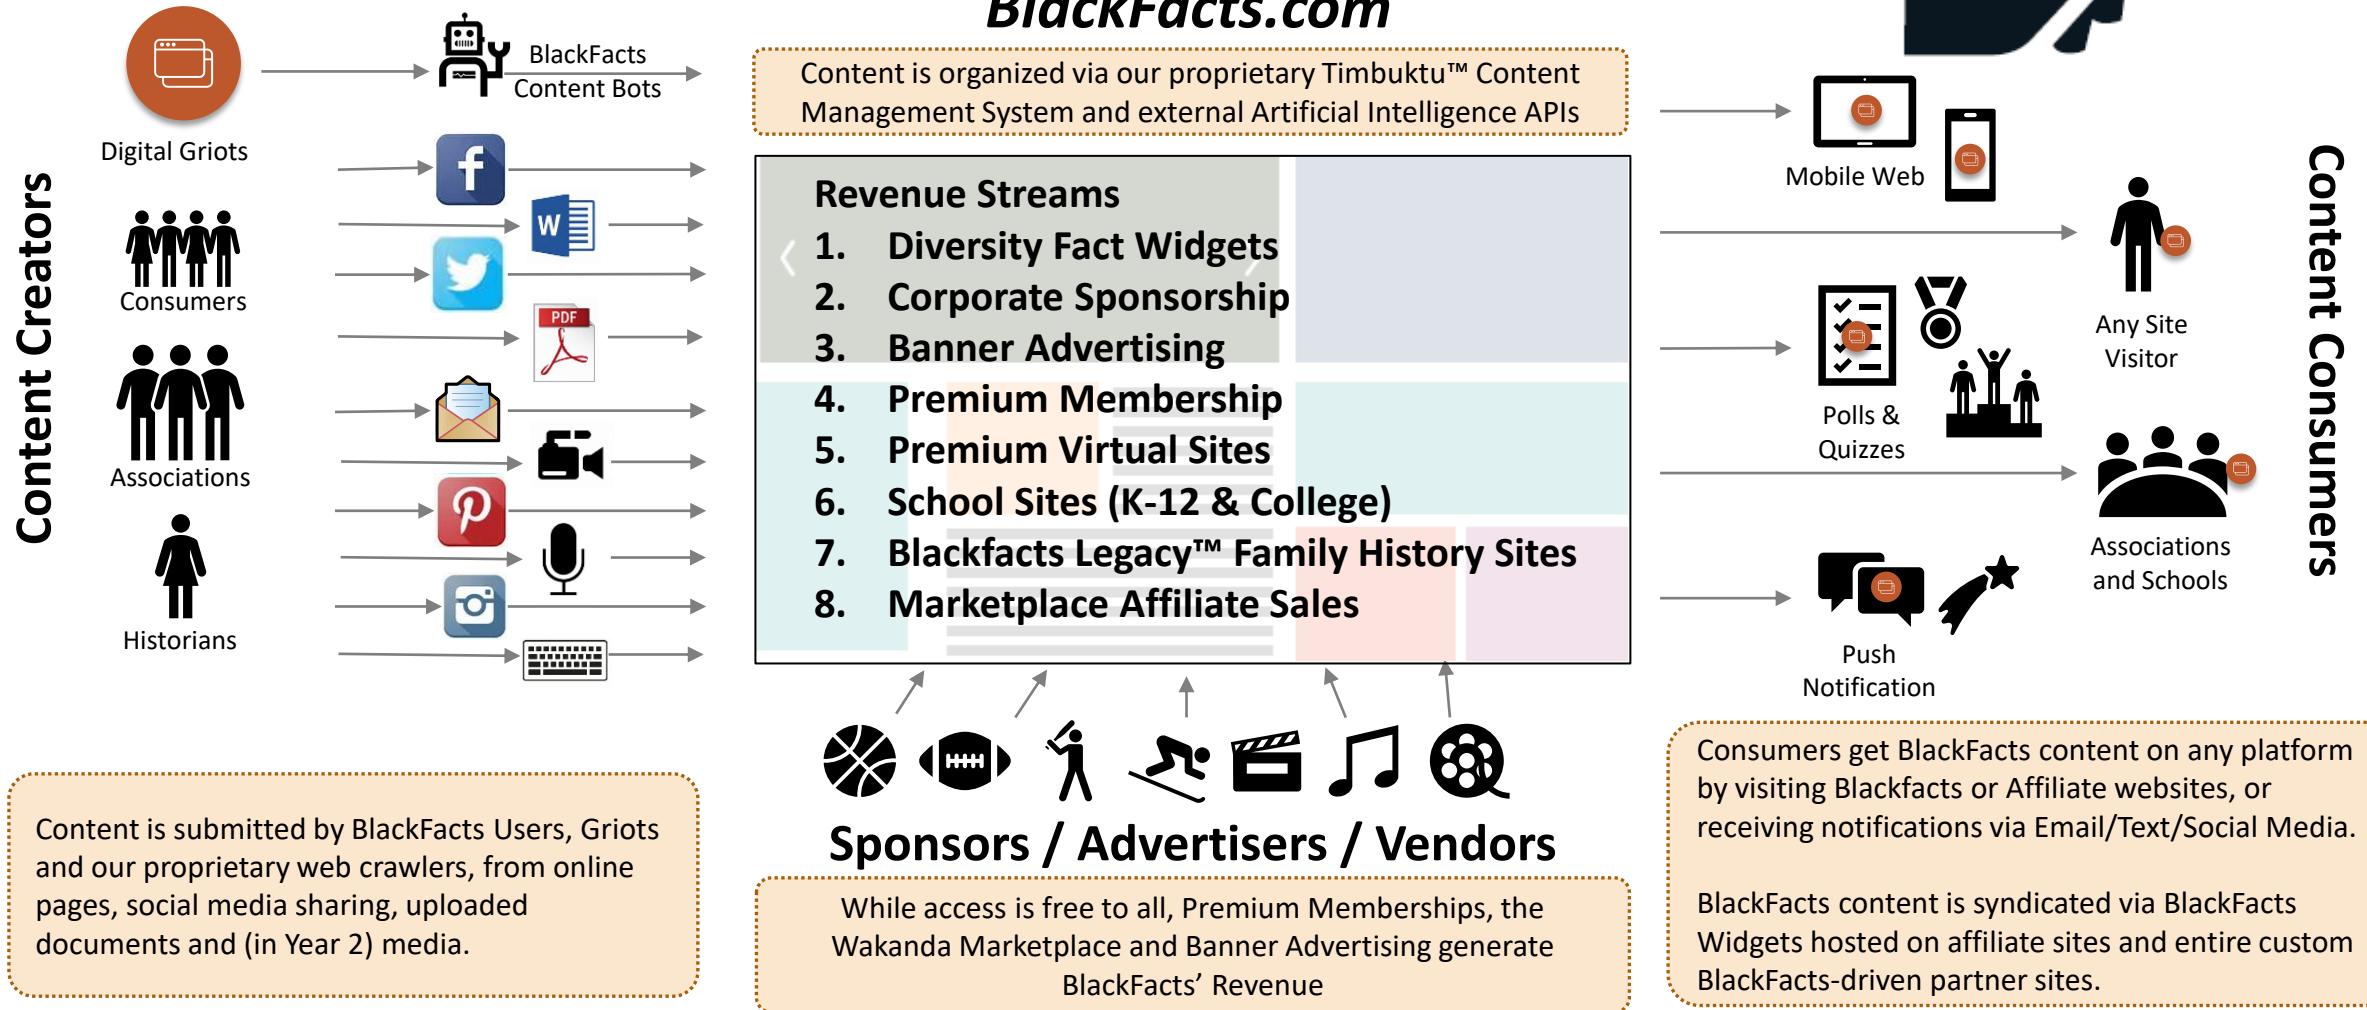 BlackFacts.com
Content Creators
Digital Griots
Consumers
Associations
Historians
BlackFacts
Content Bots
f
W
PDF
Content is submitted by BlackFacts Users, Griots
and our proprietary web crawlers, from online
pages, social media sharing, uploaded
documents and (in Year 2) media.
Content is organized via our proprietary Timbuktu™ Content
Management System and external Artificial Intelligence APIs
Revenue Streams
1. Diversity Fact Widgets
2. Corporate Sponsorship
3. Banner Advertising
4. Premium Membership
5. Premium Virtual Sites
6. School Sites (K-12 & College)
7. Blackfacts Legacy™ Family History Sites
8. Marketplace Affiliate Sales
Sponsors / Advertisers / Vendors
While access is free to all, Premium Memberships, the
Wakanda Marketplace and Banner Advertising generate
BlackFacts’ Revenue
Mobile Web
Any Site
Visitor
Polls &
Quizzes
Associations
and Schools
Push
Notification
Content Consumers
Consumers get BlackFacts content on any platform
by visiting Blackfacts or Affiliate websites, or
receiving notifications via Email/Text/Social Media.
BlackFacts content is syndicated via BlackFacts
Widgets hosted on affiliate sites and entire custom
BlackFacts-driven partner sites.